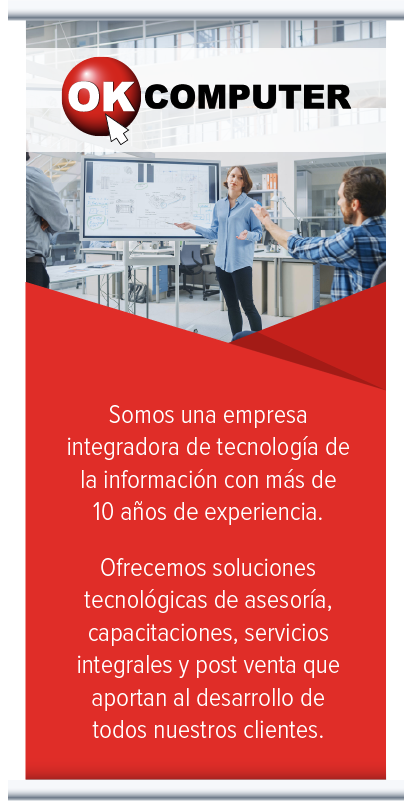 OK COMPUTER
Somos una empresa
integradora de tecnología de
la información con más de
10 años de experiencia.
Ofrecemos soluciones
tecnológicas de asesoría,
capacitaciones, servicios
integrales y post venta que
aportan al desarrollo de
todos nuestros clientes.